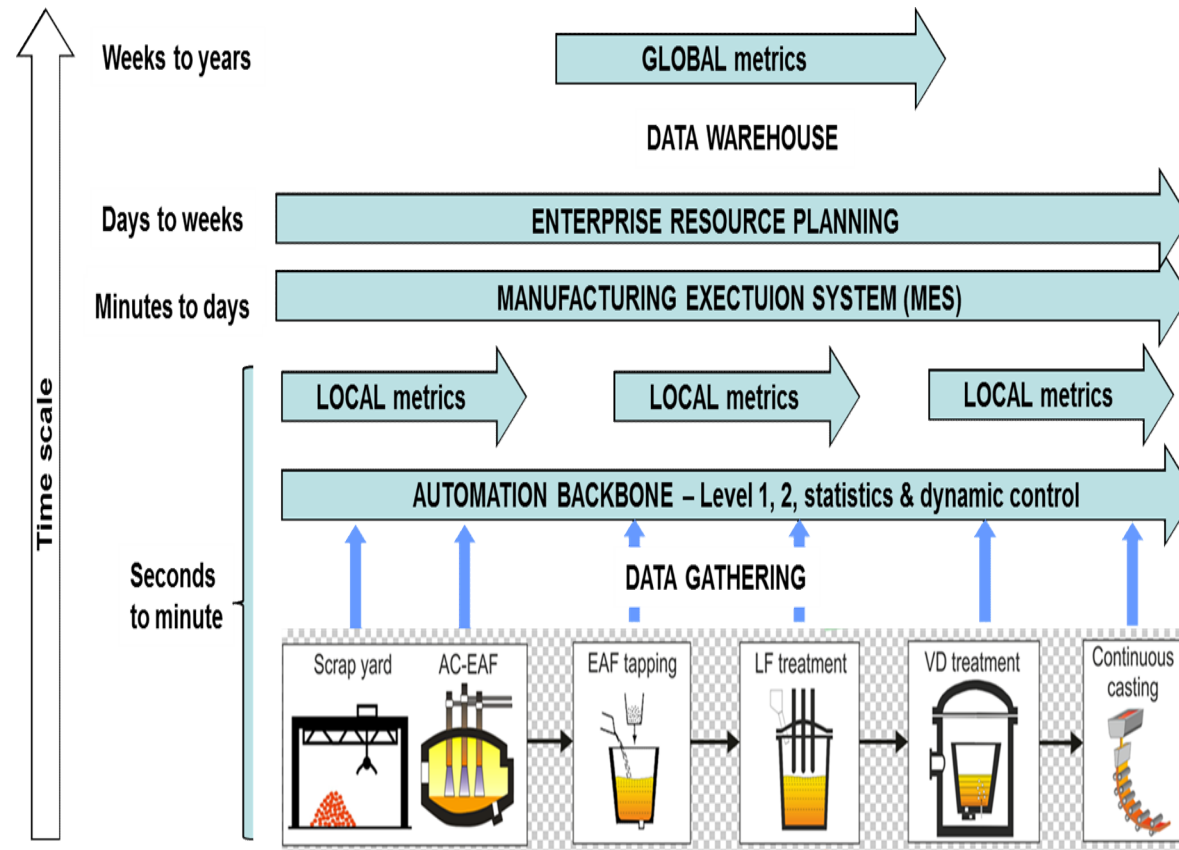 Weeks to years
GLOBAL metrics
DATA WAREHOUSE
Days to weeks
ENTERPRISE RESOURCE PLANNING
Minutes to days
MANUFACTURING EXECTUION SYSTEM (MES)
LOCAL metrics
LOCAL metrics
LOCAL metrics
Time scale
AUTOMATION BACKBONE – Level 1, 2, statistics & dynamic control
Seconds
to minute
DATA GATHERING
Scrap yard
AC-EAF
EAF tapping
LF treatment
VD treatment
Continuous
casting